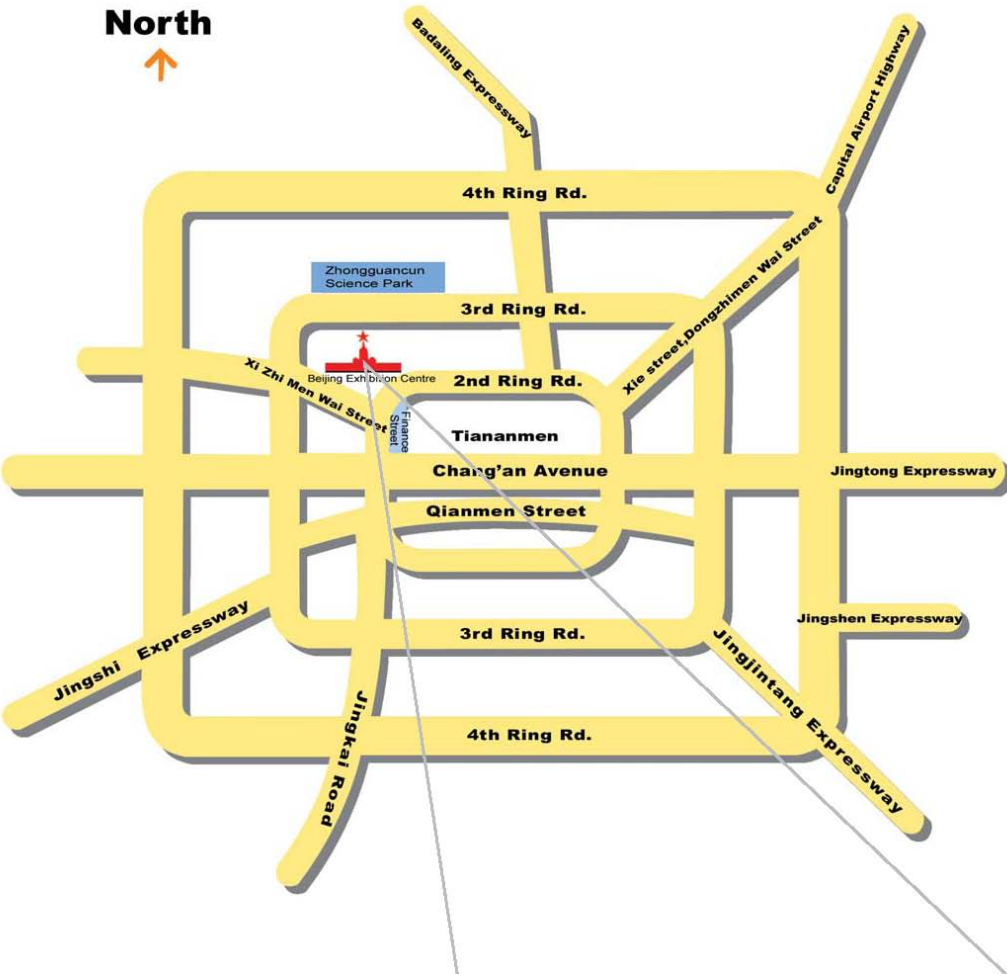 North
Badaling Expressway
Capital Airport Highway
4th Ring Rd.
Xie street,Dongzhimen Wai Street
Zhongguancun
Science Park
3rd Ring Rd.
Beijing Exhibition Centre
2nd Ring Rd.
Xi Zhi Men Wai Street
Finance
Street
Tiananmen
Chang'an Avenue
Jingtong Expressway
Qianmen Street
Jingshi Expressway
Jingshen Expressway
3rd Ring Rd.
Jingjintang Expressway
Jingkai Road
4th Ring Rd.